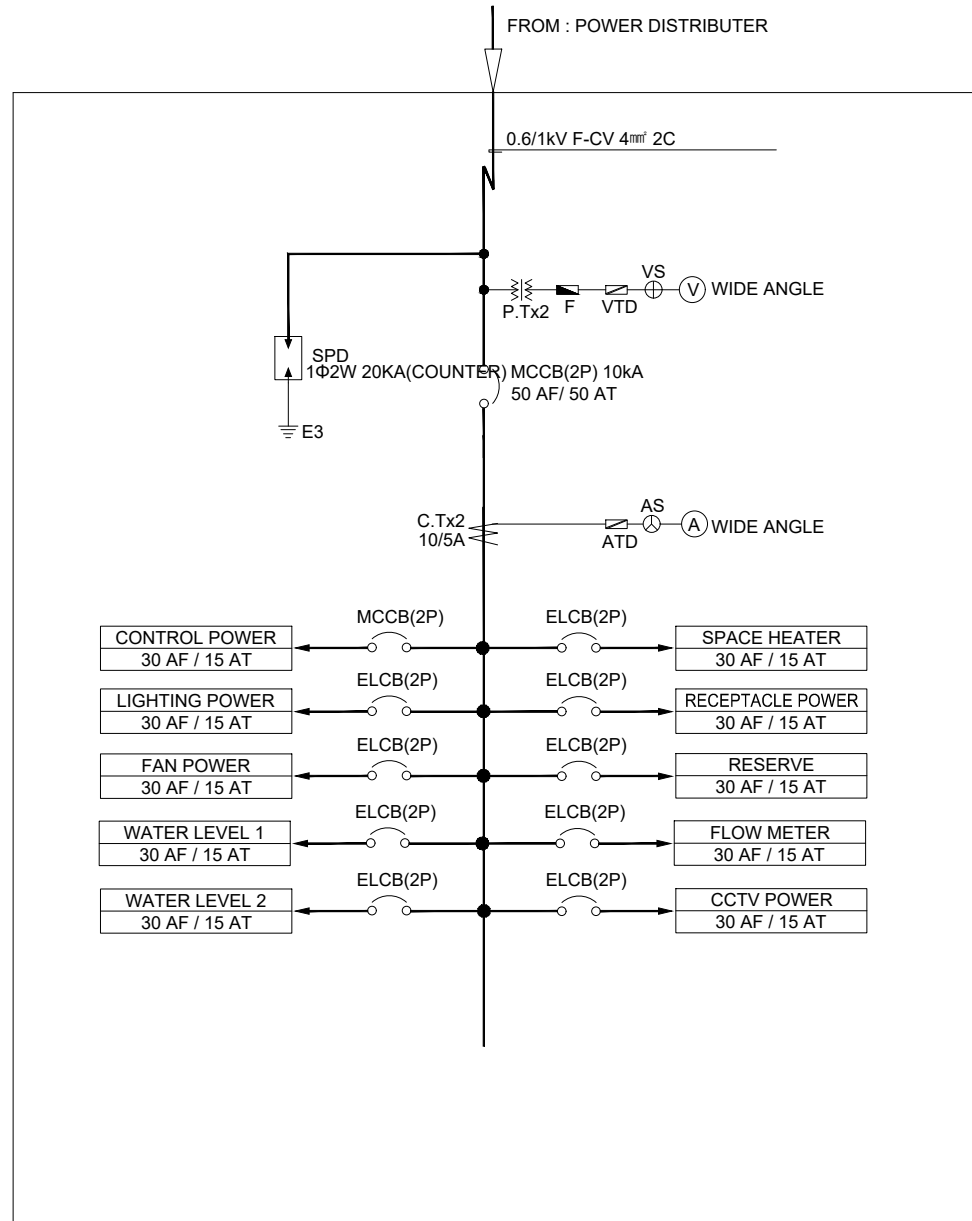 FROM : POWER DISTRIBUTER
0.6/1kV F-CV 4㎟ 2C
VS
V
WIDE ANGLE
P.Tx2
F
VTD
SPD
1Φ2W 20KA(COUNTER)
MCCB(2P) 10kA
50 AF/ 50 AT
E3
C.Tx2
10/5A
AS
A
WIDE ANGLE
ATD
MCCB(2P)
ELCB(2P)
CONTROL POWER
30 AF / 15 AT
SPACE HEATER
30 AF / 15 AT
ELCB(2P)
ELCB(2P)
LIGHTING POWER
30 AF / 15 AT
RECEPTACLE POWER
30 AF / 15 AT
ELCB(2P)
ELCB(2P)
FAN POWER
30 AF / 15 AT
RESERVE
30 AF / 15 AT
ELCB(2P)
ELCB(2P)
WATER LEVEL 1
30 AF / 15 AT
FLOW METER
30 AF / 15 AT
ELCB(2P)
ELCB(2P)
WATER LEVEL 2
30 AF / 15 AT
CCTV POWER
30 AF / 15 AT